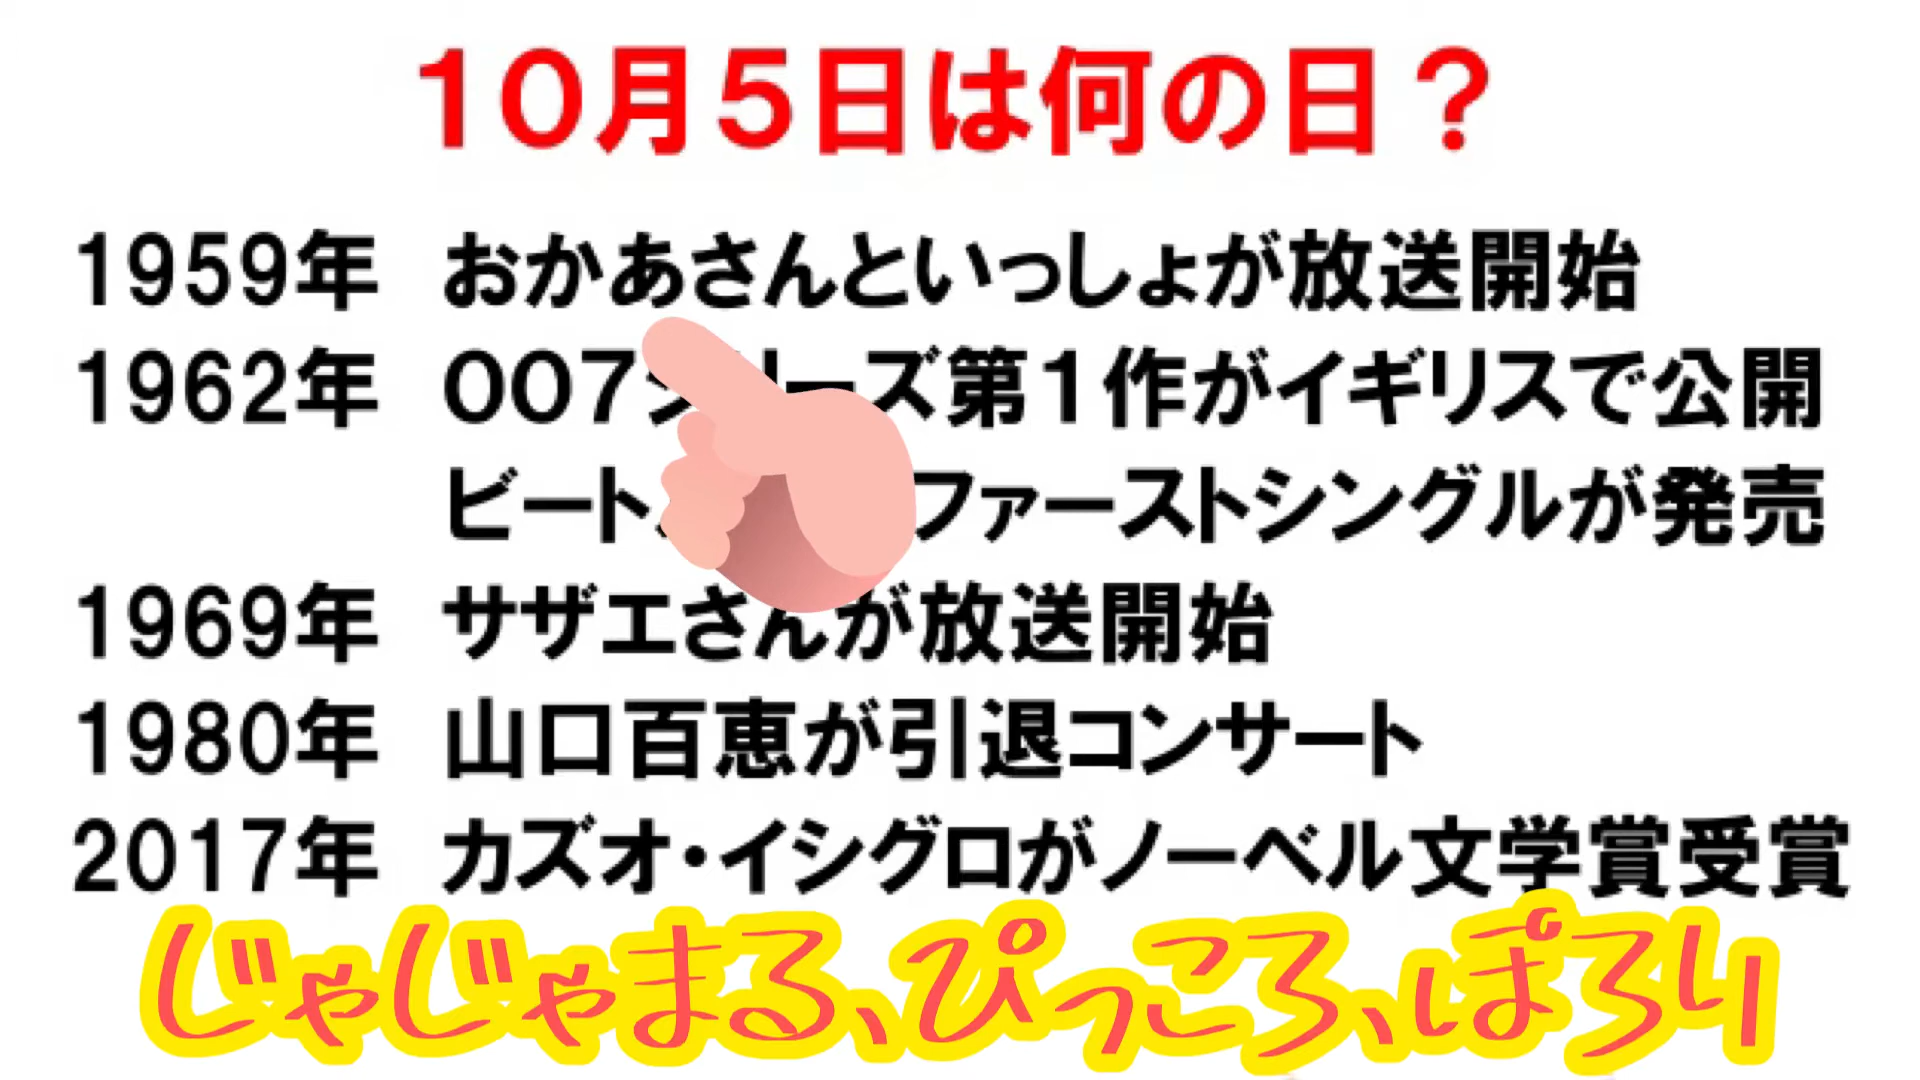 10月5日は何の日？
1959年 おかあさんといっしょが放送開始
1962年 007シリーズ第1作がイギリスで公開
ビート ファーストシングルが発売
1969年 サザエさんが放送開始
1980年 山口百恵が引退コンサート
2017年 カズオ・イシグロがノーベル文学賞受賞
じゃじゃまる、ぴっころ、ぽろり